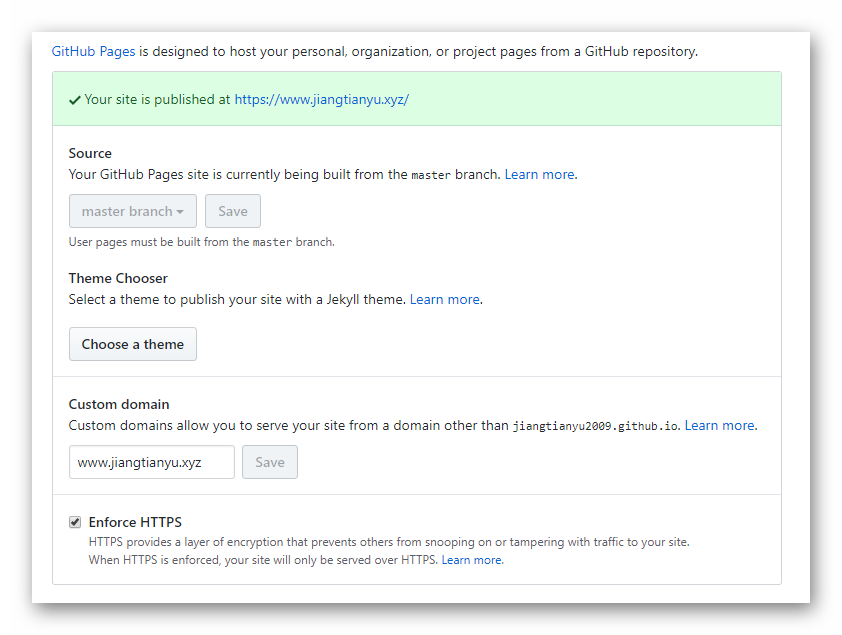 GitHub Pages is designed to host your personal, organization, or project pages from a GitHub repository.
Your site is published at https://www.jiangtianyu.xyz/
Source
Your GitHub Pages site is currently being built from the master branch. Learn more.
master branch Save
User pages must be built from the master branch.
Theme Chooser
Select a theme to publish your site with a Jekyll theme. Learn more.
Choose a theme
Custom domain
Custom domains allow you to serve your site from a domain other than jiangtianyu2009.github.io. Learn more.
www.jiangtianyu.xyz Save
Enforce HTTPS
HTTPS provides a layer of encryption that prevents others from snooping on or tampering with traffic to your site.
When HTTPS is enforced, your site will only be served over HTTPS. Learn more.